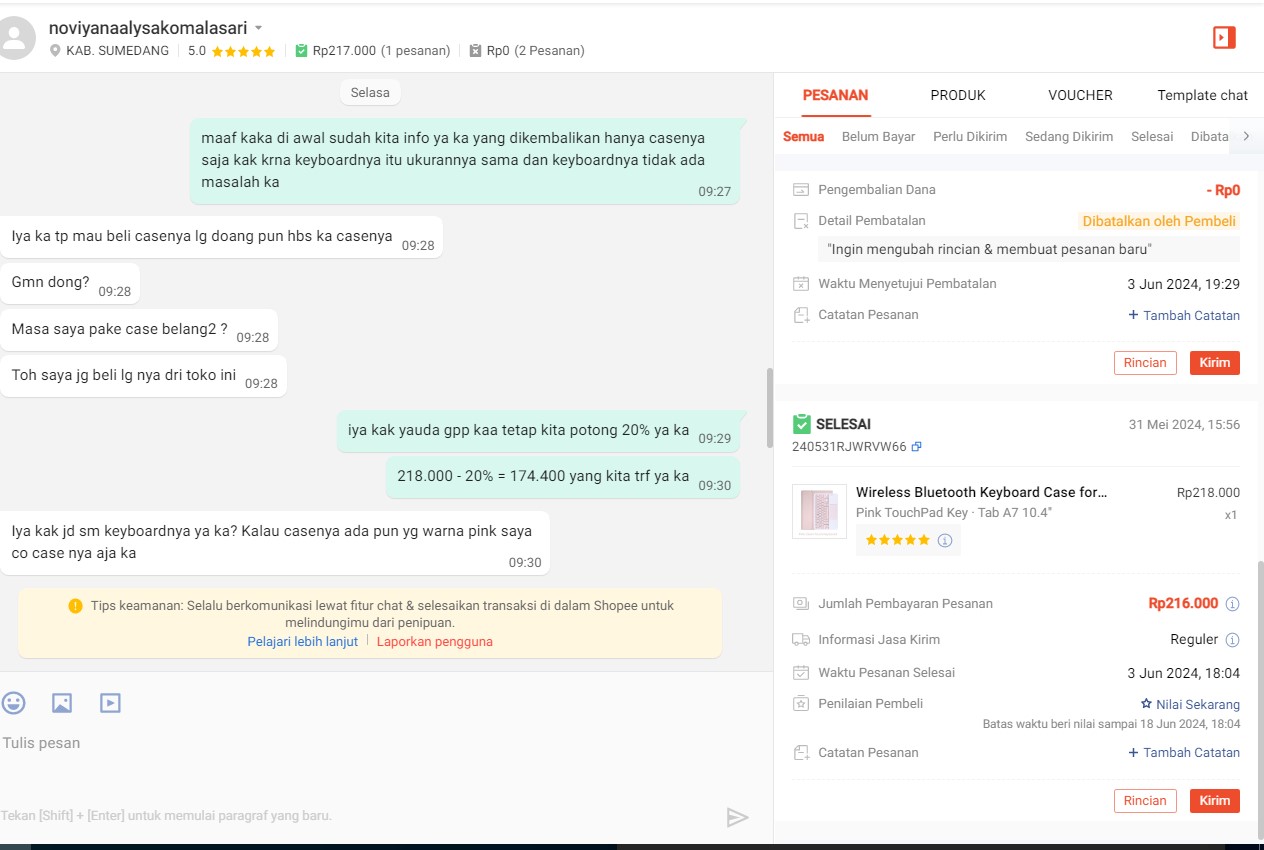 noviyanaalysakomalasari
KAB. SUMEDANG 5.0 Rp217.000 (1 pesanan) Rp0 (2 Pesanan)
Selasa
maaf kaka di awal sudah kita info ya ka yang dikembalikan hanya casenya
saja kak krna keyboardnya itu ukurannya sama dan keyboardnya tidak ada
masalah ka
09:27
Iya ka tp mau beli casenya lg doang pun hbs ka casenya 09:28
Gmn dong? 09:28
Masa saya pake case belang2 ? 09:28
Toh saya jg beli lg nya dri toko ini 09:28
iya kak yauda gpp kaa tetap kita potong 20% ya ka 09:29
218.000 - 20% = 174.400 yang kita trf ya ka 09:30
Iya kak jd sm keyboardnya ya ka? Kalau casenya ada pun yg warna pink saya
co case nya aja ka
09:30
Tips keamanan: Selalu berkomunikasi lewat fitur chat & selesaikan transaksi di dalam Shopee untuk
melindungimu dari penipuan.
Pelajari lebih lanjut Laporkan pengguna
Tulis pesan
Tekan [Shift] + [Enter] untuk memulai paragraf yang baru.
PESANAN PRODUK VOUCHER Template chat
Semua Belum Bayar Perlu Dikirim Sedang Dikirim Selesai Dibata
Pengembalian Dana - Rp0
Detail Pembatalan Dibatalkan oleh Pembeli
"Ingin mengubah rincian & membuat pesanan baru"
Waktu Menyetujui Pembatalan 3 Jun 2024, 19:29
Catatan Pesanan + Tambah Catatan
Rincian Kirim
SELESAI 31 Mei 2024, 15:56
240531RJWRVW66
Wireless Bluetooth Keyboard Case for... Rp218.000
Pink TouchPad Key · Tab A7 10.4" x1
Jumlah Pembayaran Pesanan Rp216.000
Informasi Jasa Kirim Reguler
Waktu Pesanan Selesai 3 Jun 2024, 18:04
Penilaian Pembeli Nilai Sekarang
Batas waktu beri nilai sampai 18 Jun 2024, 18:04
Catatan Pesanan + Tambah Catatan
Rincian Kirim